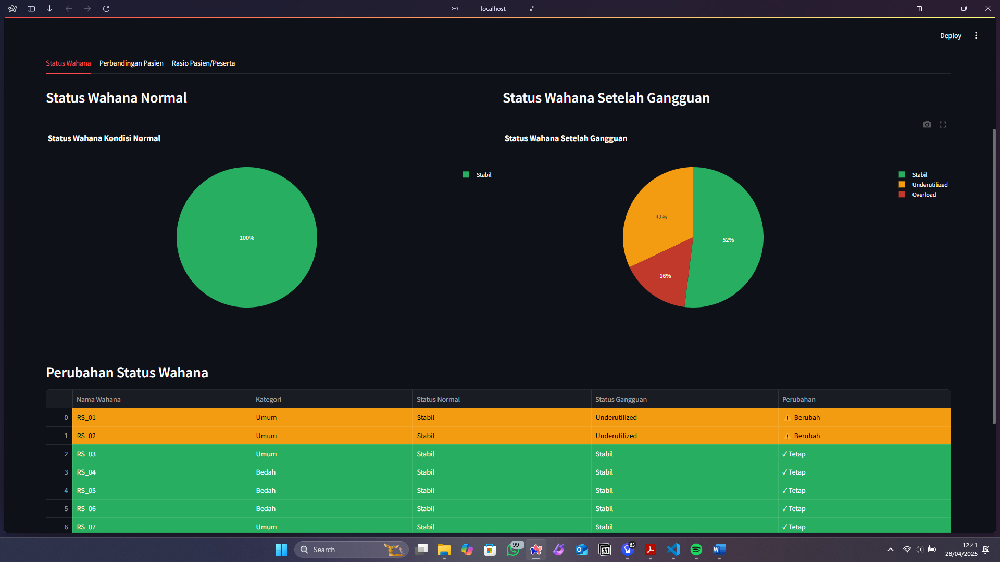 localhost
Deploy
Status Wahana Perbandingan Pasien Rasio Pasien/Peserta
Status Wahana Normal
Status Wahana Setelah Gangguan
Status Wahana Kondisi Normal
Status Wahana Setelah Gangguan
Stabil
100%
Stabil
Underutilized
Overload
32%
52%
16%
Perubahan Status Wahana
Nama Wahana Kategori Status Normal Status Gangguan Perubahan
0 RS_01 Umum Stabil Underutilized ⚠️ Berubah
1 RS_02 Umum Stabil Underutilized ⚠️ Berubah
2 RS_03 Umum Stabil Stabil ✓ Tetap
3 RS_04 Bedah Stabil Stabil ✓ Tetap
4 RS_05 Bedah Stabil Stabil ✓ Tetap
5 RS_06 Bedah Stabil Stabil ✓ Tetap
6 RS_07 Umum Stabil Stabil ✓ Tetap
Search
99+
31
65
12:41
28/04/2025